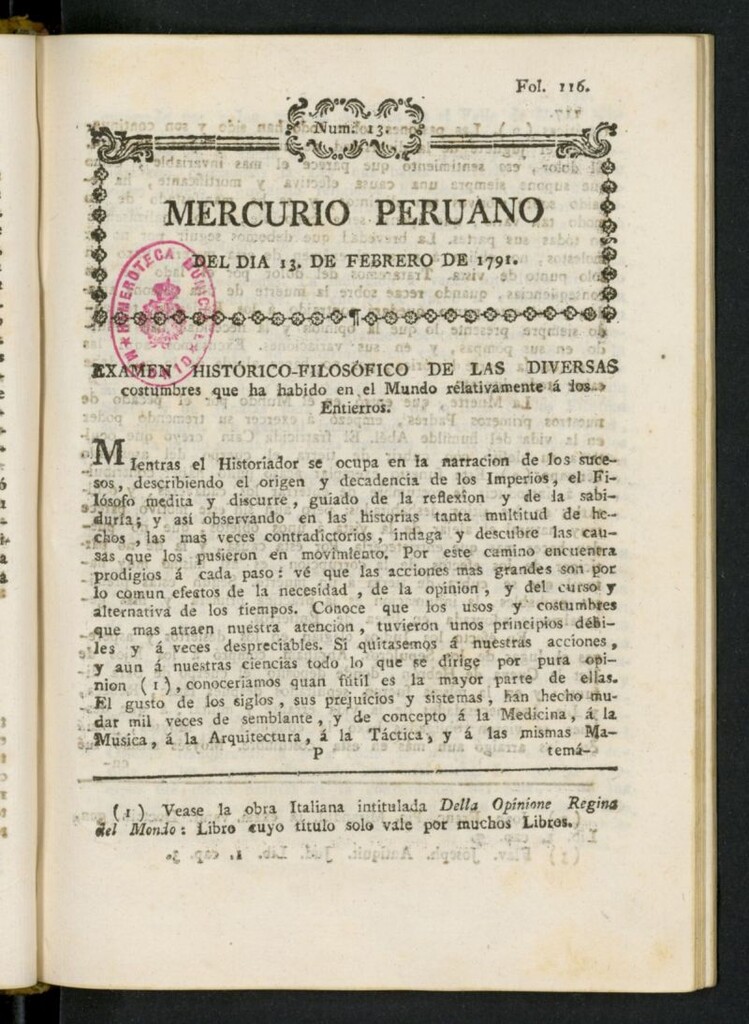 Fol. 116.
Num. 13.
MERCURIO PERUANO
DEL DIA 13. DE FEBRERO DE 1791.
HEMEROTECA MUNICIPAL
MADRID
EXAMEN HISTÓRICO-FILOSÓFICO DE LAS DIVERSAS
costumbres que ha habido en el Mundo rélativamente á los
Entierros.
MIentras el Historiador se ocupa en la narracion de los suce-
sos, describiendo el origen y decadencia de los Imperios, el Fi-
lósofo medita y discurre, guiado de la reflexion y de la sabi-
duría; y asi observando en las historias tanta multitud de he-
chos, las mas veces contradictorios, indaga y descubre las cau-
sas que los pusieron en movimiento. Por este camino encuentra
prodigios á cada paso: vé que las acciones mas grandes son por
lo comun efectos de la necesidad, de la opinion, y del curso y
alternativa de los tiempos. Conoce que los usos y costumbres
que mas atraen nuestra atencion, tuvieron unos principios débi-
les y á veces despreciables. Si quitasemos á nuestras acciones,
y aun á nuestras ciencias todo lo que se dirige por pura opi-
nion (1), conoceriamos quan fútil es la mayor parte de ellas.
El gusto de los siglos, sus prejuicios y sistemas, han hecho mu-
dar mil veces de semblante, y de concepto á la Medicina, á la
Musica, á la Arquitectura, á la Táctica, y á las mismas Ma-
P temá-
(1) Vease la obra Italiana intitulada Della Opinione Regina
del Mondo: Libro cuyo título solo vale por muchos Libros.